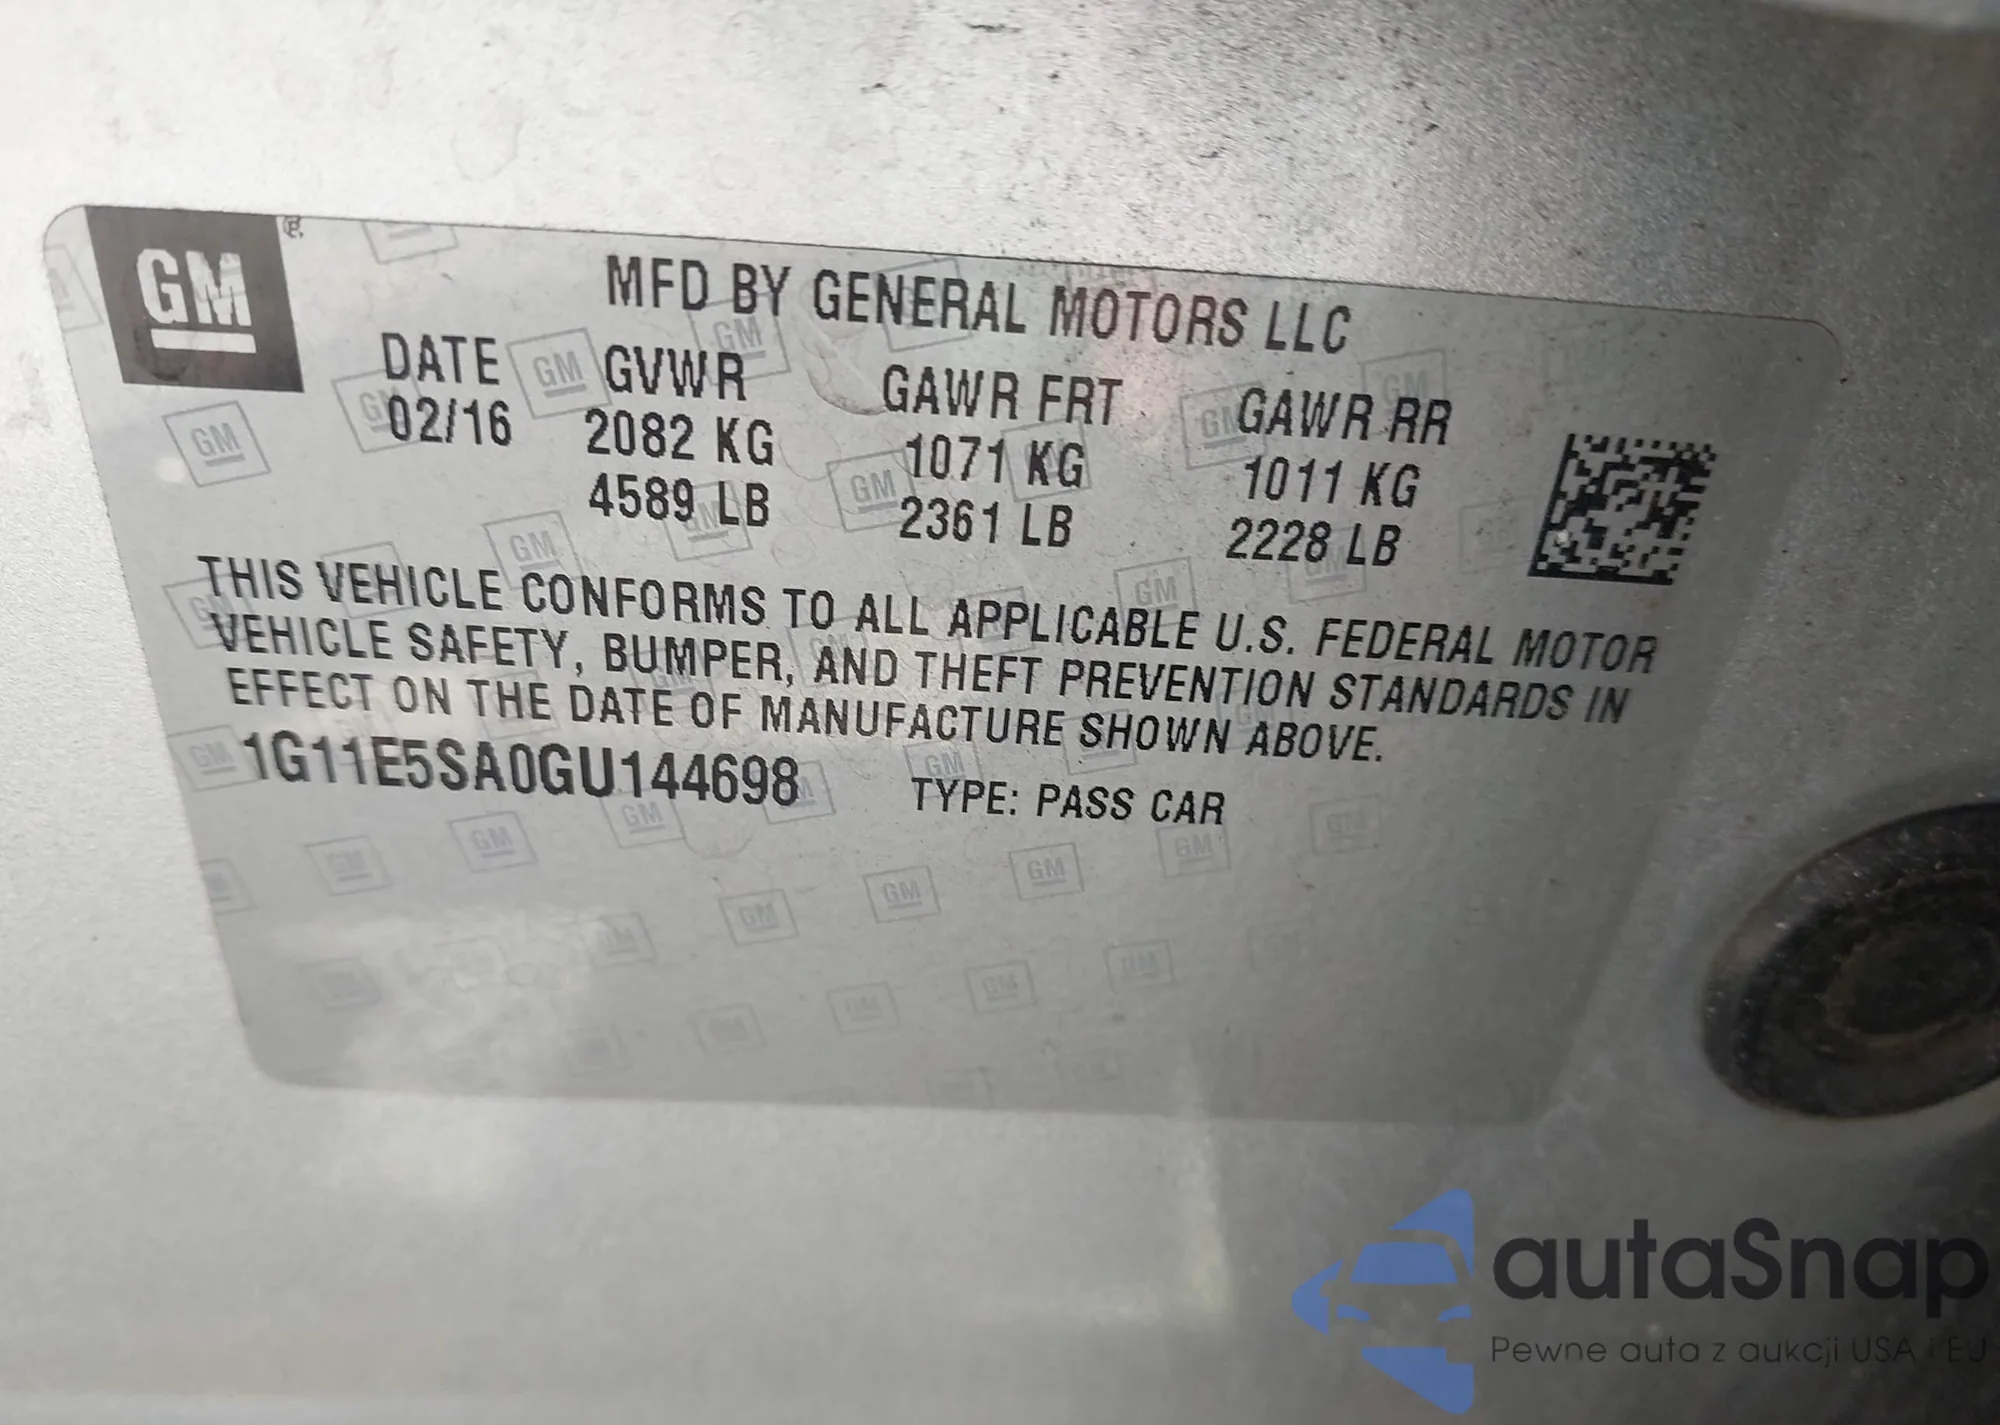 GM
MFD BY GENERAL MOTORS LLC
DATE GVWR GAWR FRT GAWR RR
02/16 2082 KG 1071 KG 1011 KG
4589 LB 2361 LB 2228 LB
THIS VEHICLE CONFORMS TO ALL APPLICABLE U.S. FEDERAL MOTOR
VEHICLE SAFETY, BUMPER, AND THEFT PREVENTION STANDARDS IN
EFFECT ON THE DATE OF MANUFACTURE SHOWN ABOVE.
1G11E5SA0GU144698 TYPE: PASS CAR
autaSnap
Pewne auta z aukcji USA i EU